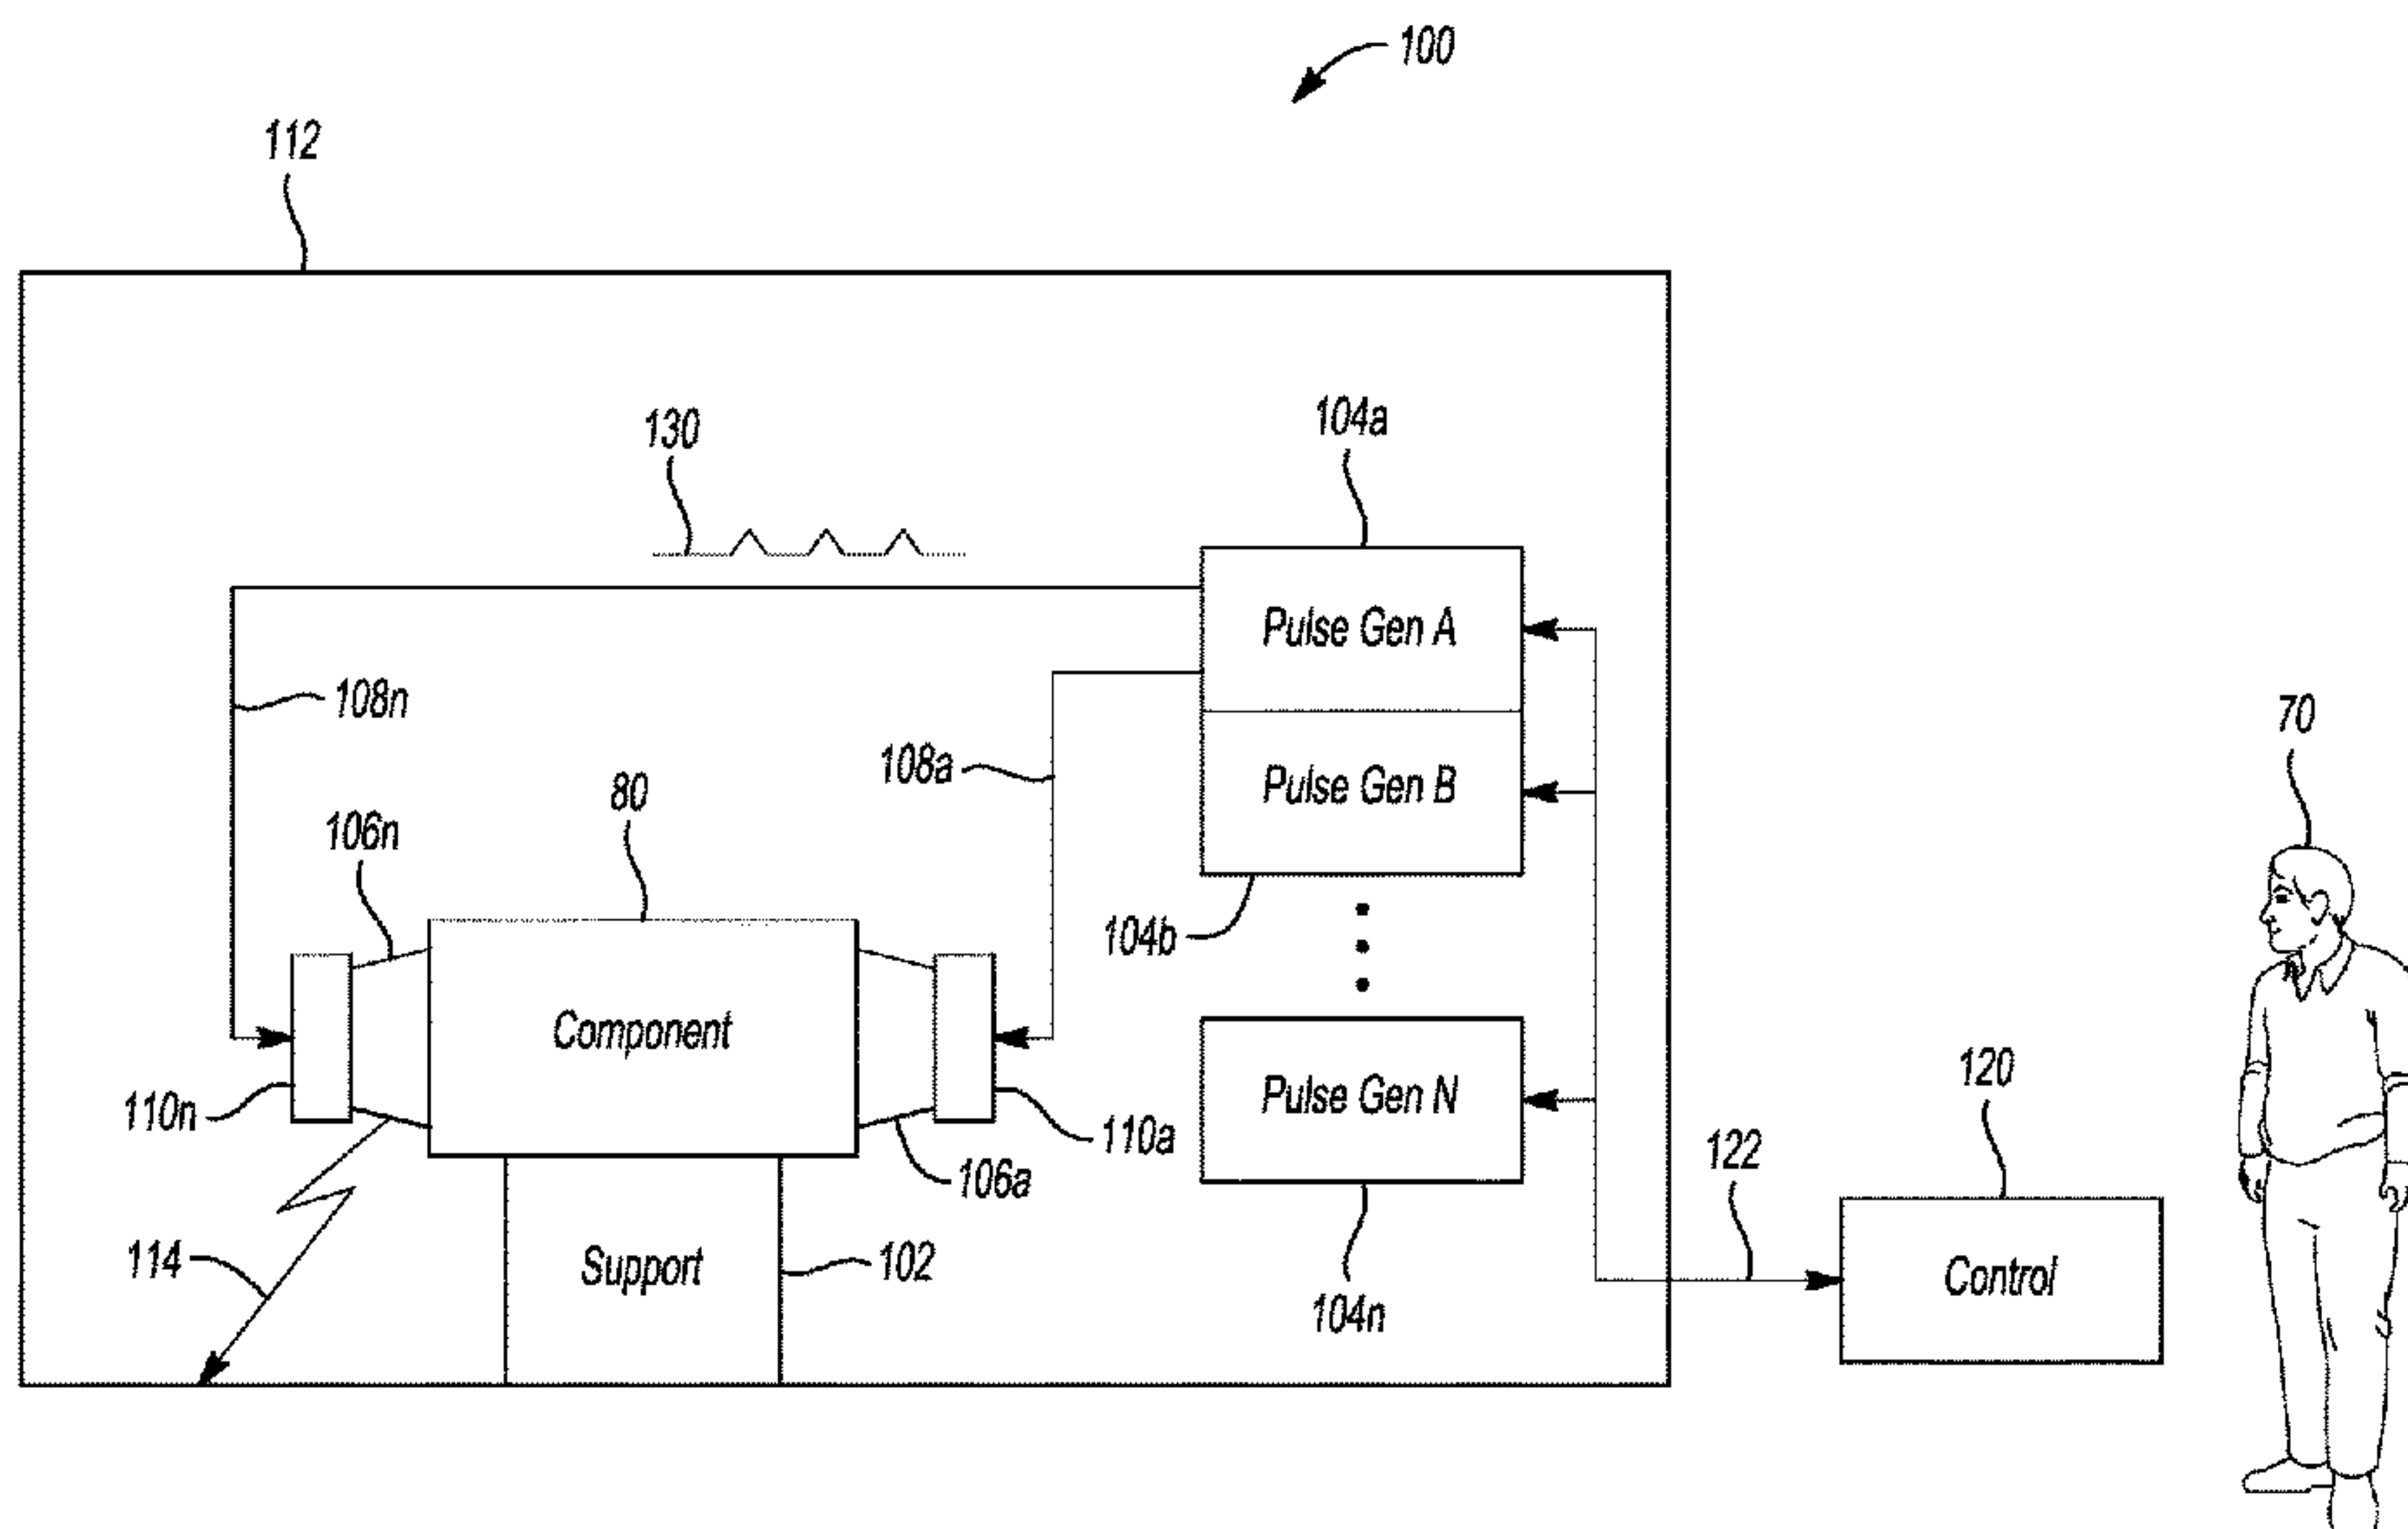 100
112
130
104a
Pulse Gen A
108n
108a
70
80
Pulse Gen B
106n
104b
Component
120
110n
110a
Pulse Gen N
122
106a
114
Support
102
Control
104n